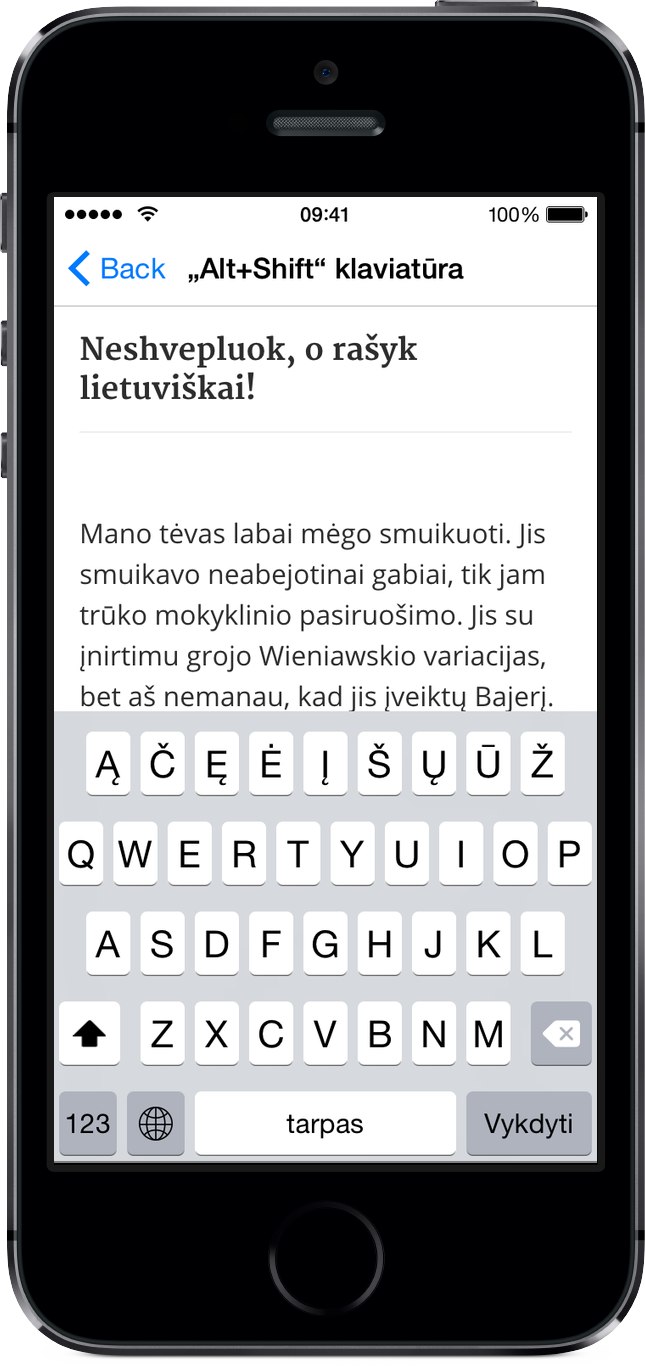 09:41 100%
Back „Alt+Shift“ klaviatūra
Neshvepluok, o rašyk
lietuviškai!
Mano tėvas labai mėgo smuikuoti. Jis
smuikavo neabejotinai gabiai, tik jam
trūko mokyklinio pasiruošimo. Jis su
įnirtimu grojo Wieniawskio variacijas,
bet aš nemanau, kad jis įveiktų Bajerį.
Ą Č Ę Ė Į Š Ų Ū Ž
Q W E R T Y U I O P
A S D F G H J K L
Z X C V B N M
123 tarpas Vykdyti